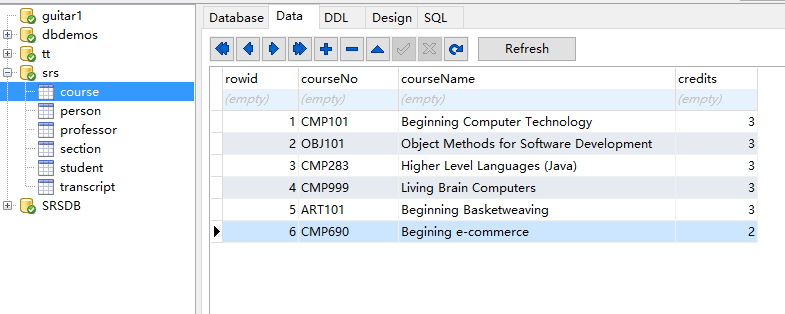 guitar1
dbdemos
tt
srs
course
person
professor
section
student
transcript
SRSDB
Database Data DDL Design SQL
Refresh
rowid courseNo courseName credits
(empty) (empty) (empty) (empty)
1 CMP101 Beginning Computer Technology 3
2 OBJ101 Object Methods for Software Development 3
3 CMP283 Higher Level Languages (Java) 3
4 CMP999 Living Brain Computers 3
5 ART101 Beginning Basketweaving 3
6 CMP690 Begining e-commerce 2